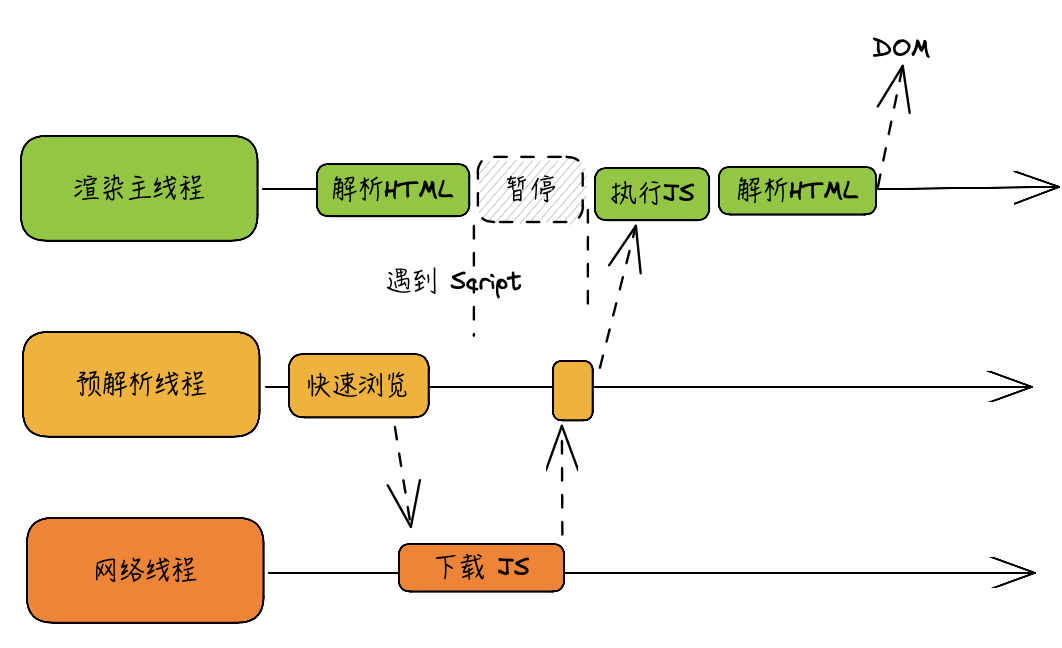 DOM
渲染主线程
解析HTML
暂停
执行JS
解析HTML
遇到 Script
预解析线程
快速浏览
网络线程
下载 JS